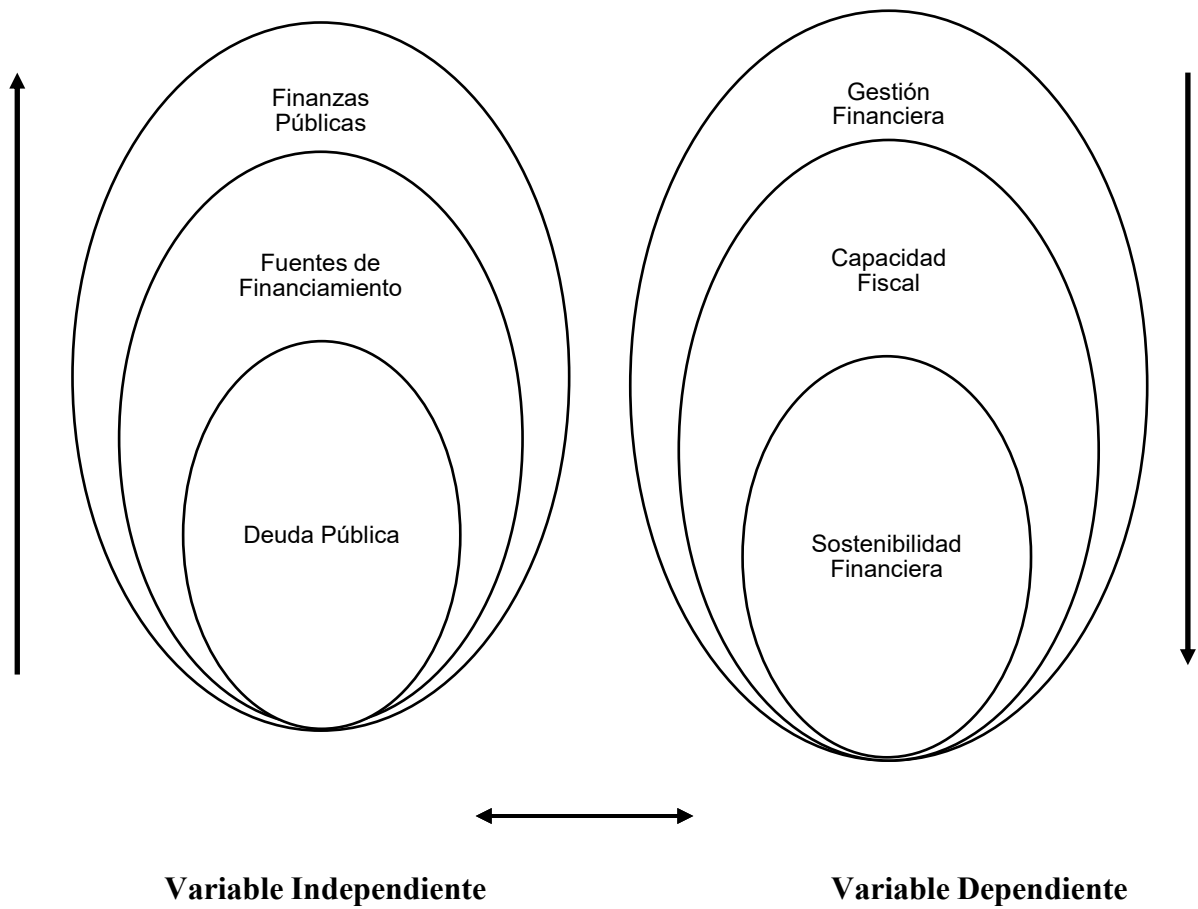 Finanzas
Públicas
Gestión
Financiera
Fuentes de
Financiamiento
Capacidad
Fiscal
Deuda Pública
Sostenibilidad
Financiera
Variable Independiente
Variable Dependiente